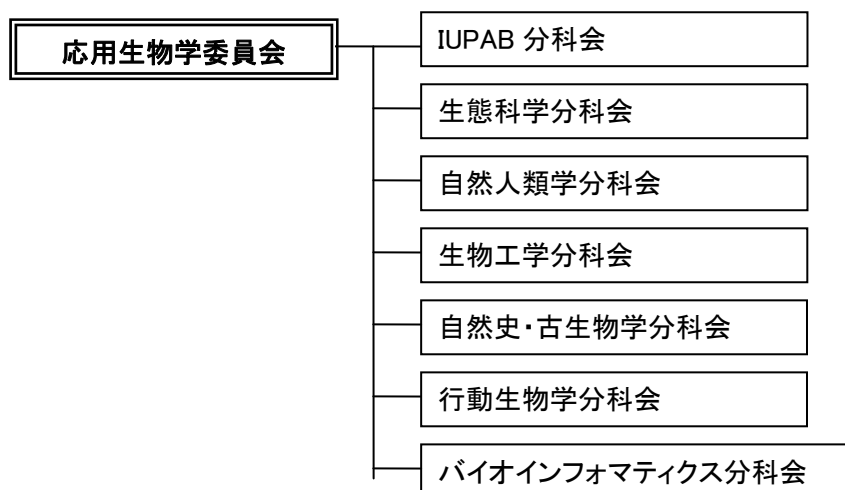 応用生物学委員会
IUPAB 分科会
生態科学分科会
自然人類学分科会
生物工学分科会
自然史・古生物学分科会
行動生物学分科会
バイオインフォマティクス分科会